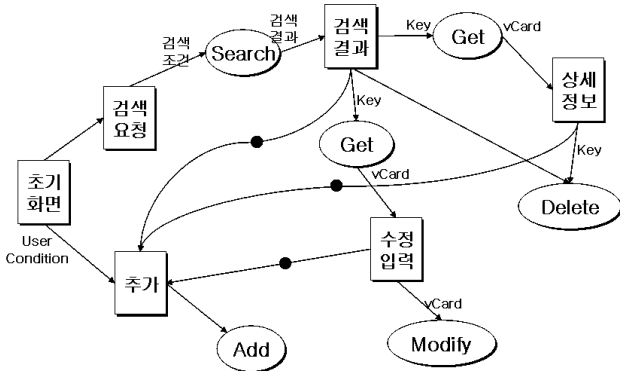 검색
조건
Search
검색
결과
검색
결과
Key
Get
vCard
상세
정보
Key
Delete
검색
요청
Key
Get
vCard
초기
화면
User
Condition
수정
입력
추가
vCard
Add
Modify